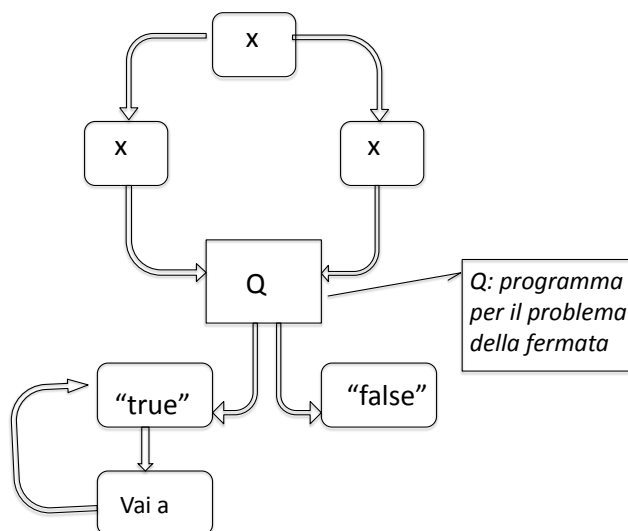 x
x
x
Q
Q: programma
per il problema
della fermata
“true”
“false”
Vai a